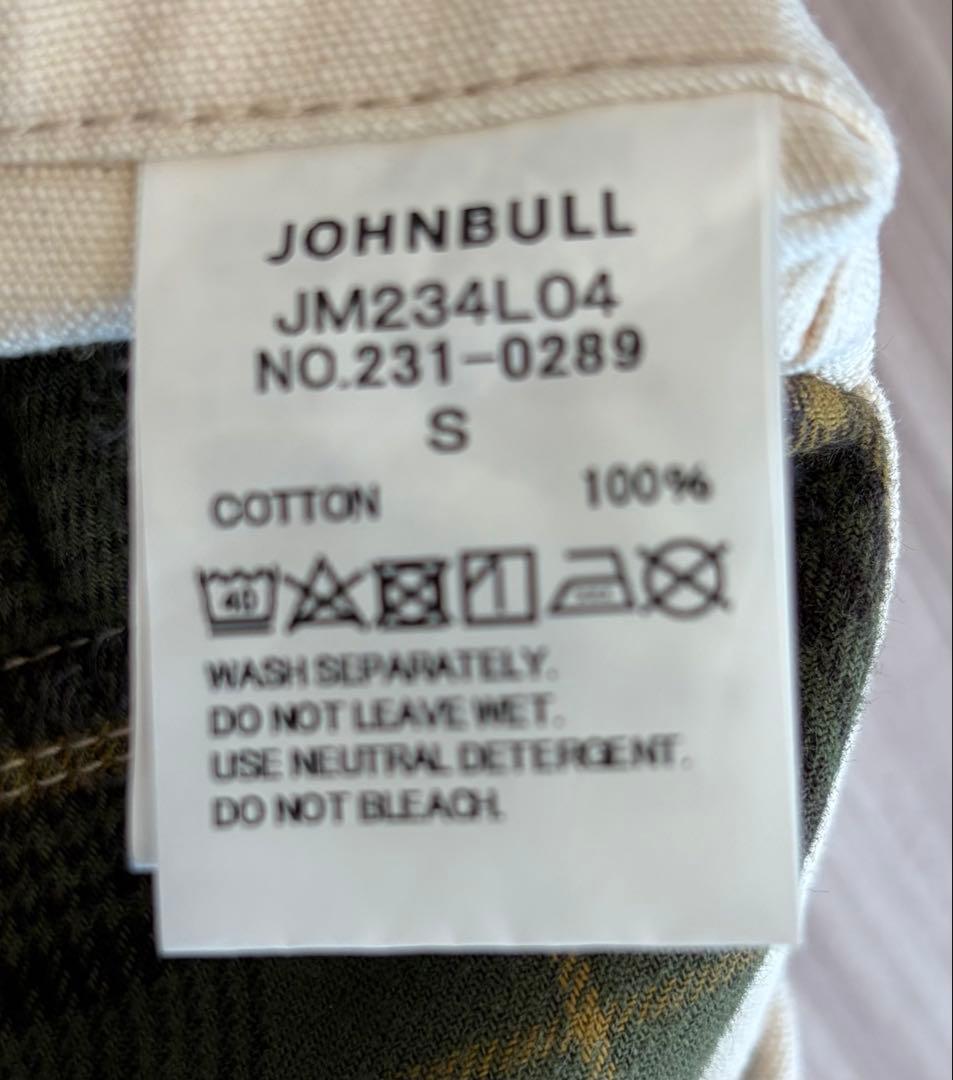 JOHNBULL
JM234L04
NO.231-0289
S
COTTON 100%
40
WASH SEPARATELY.
DO NOT LEAVE WET.
USE NEUTRAL DETERGENT.
DO NOT BLEACH.